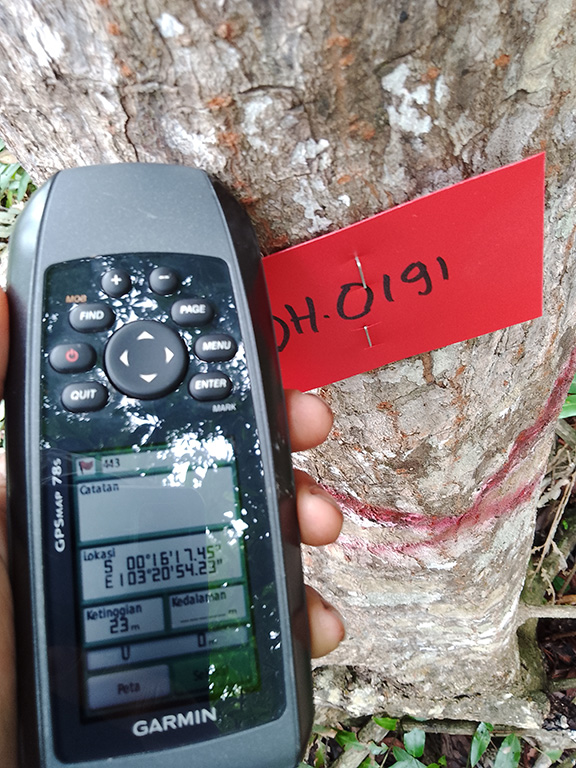 + −
MOB
FIND PAGE
MENU
QUIT ENTER
MARK
GPSMAP 78s
443
Catatan
Lokasi
S 00°16'17.45"
E 103°20'54.23"
Ketinggian Kedalaman
23 m
Peta
GARMIN
H.0191